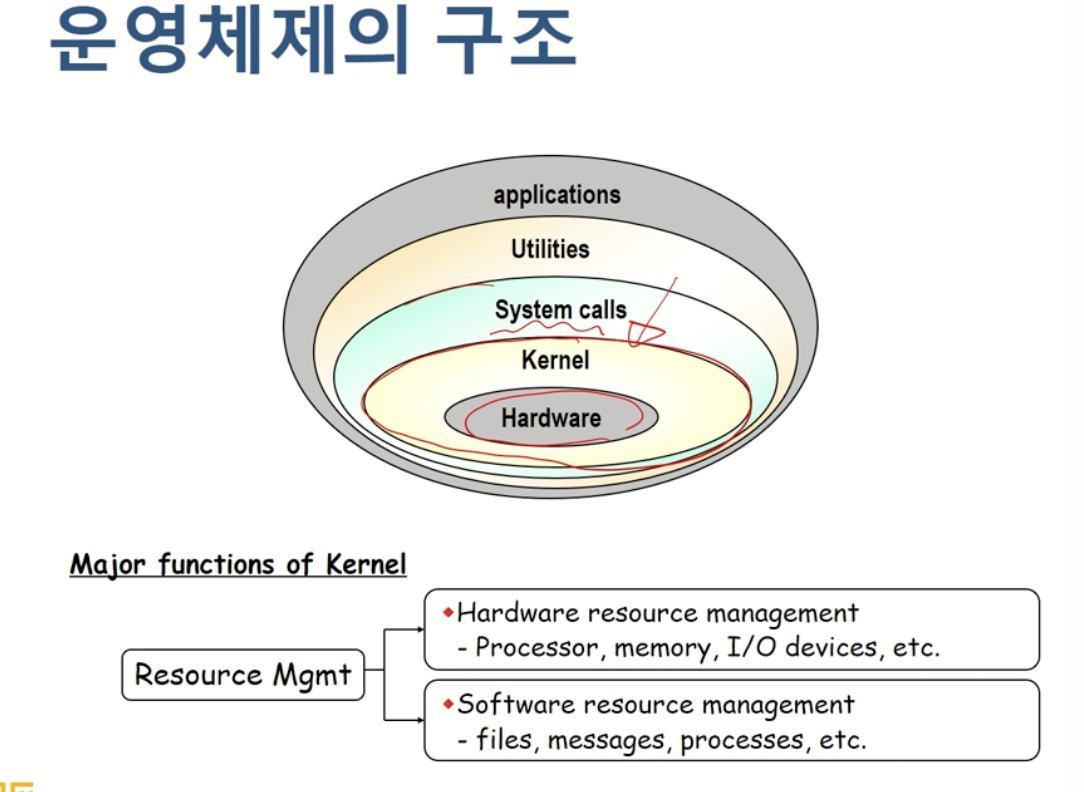 운영체제의 구조
applications
Utilities
System calls
Kernel
Hardware
Major functions of Kernel
Resource Mgmt
◆Hardware resource management
- Processor, memory, I/O devices, etc.
◆Software resource management
- files, messages, processes, etc.